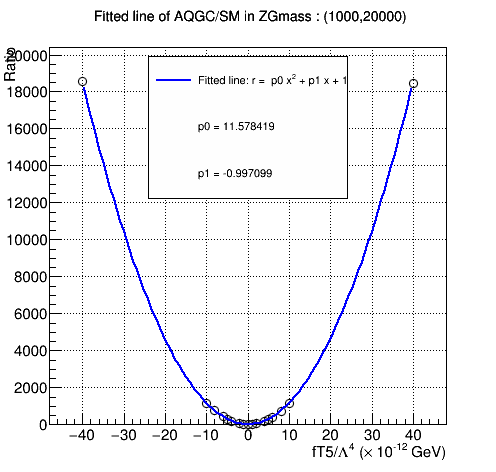 Fitted line of AQGC/SM in ZGmass : (1000,20000)
Ratio
20000
18000
16000
14000
12000
10000
8000
6000
4000
2000
0
Fitted line: r = p0 x² + p1 x + 1
p0 = 11.578419
p1 = -0.997099
−40 −30 −20 −10 0 10 20 30 40
fT5/Λ⁴ (× 10⁻¹² GeV)